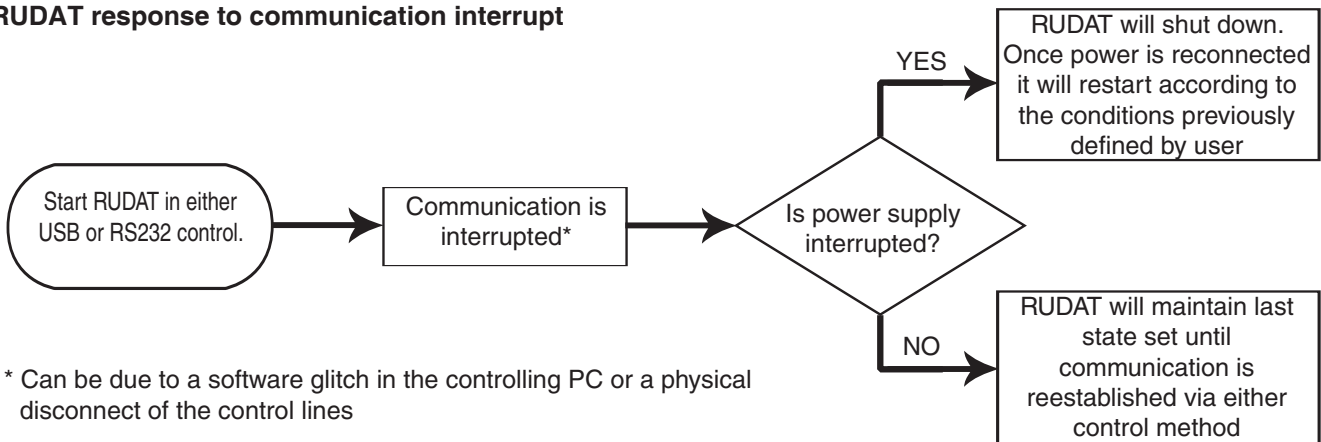 RUDAT response to communication interrupt
Start RUDAT in either
USB or RS232 control.
Communication is
interrupted*
Is power supply
interrupted?
YES
RUDAT will shut down.
Once power is reconnected
it will restart according to
the conditions previously
defined by user
NO
RUDAT will maintain last
state set until
communication is
reestablished via either
control method
* Can be due to a software glitch in the controlling PC or a physical
disconnect of the control lines